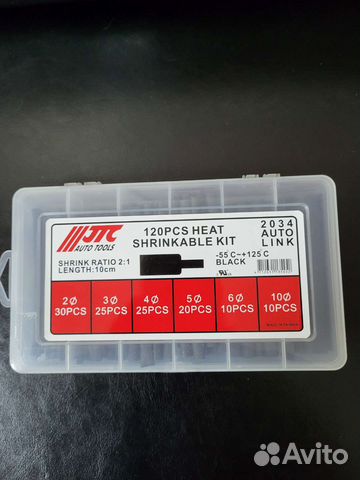 JTC
AUTO TOOLS
120PCS HEAT
SHRINKABLE KIT
2034
AUTO
LINK
SHRINK RATIO 2:1
LENGTH:10cm
-55 C~+125 C
BLACK
2Ø 3Ø 4Ø 5Ø 6Ø 10Ø
30PCS 25PCS 25PCS 20PCS 10PCS 10PCS
Avito